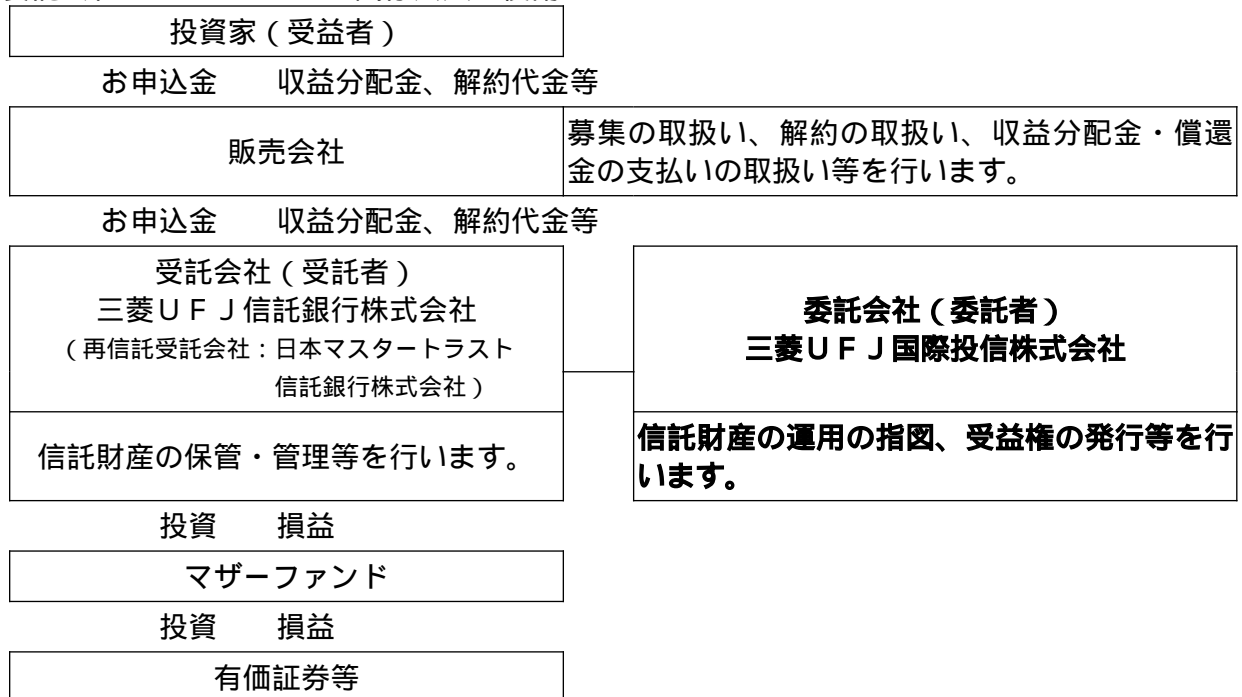 投資家（受益者）
お申込金　　収益分配金、解約代金等
販売会社
募集の取扱い、解約の取扱い、収益分配金・償還
金の支払いの取扱い等を行います。
お申込金　　収益分配金、解約代金等
受託会社（受託者）
三菱ＵＦＪ信託銀行株式会社
（再信託受託会社：日本マスタートラスト
信託銀行株式会社）
委託会社（委託者）
三菱ＵＦＪ国際投信株式会社
信託財産の保管・管理等を行います。
信託財産の運用の指図、受益権の発行等を行
います。
投資　　損益
マザーファンド
投資　　損益
有価証券等